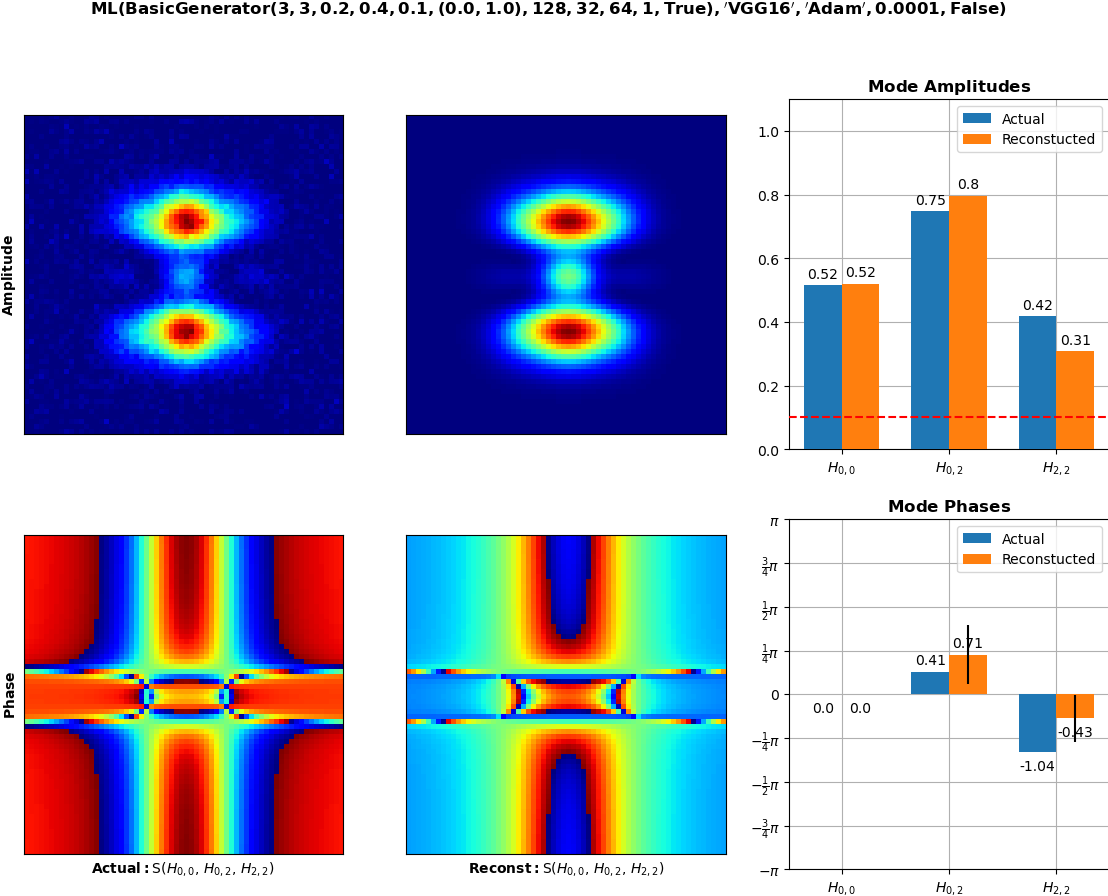 ML(BasicGenerator(3, 3, 0.2, 0.4, 0.1, (0.0, 1.0), 128, 32, 64, 1, True), ′VGG16′, ′Adam′, 0.0001, False)
Amplitude
Mode Amplitudes
Actual
Reconstucted
1.0
0.8
0.6
0.4
0.2
0.0
0.52
0.52
0.75
0.8
0.42
0.31
H0,0
H0,2
H2,2
Phase
Actual: S(H0,0, H0,2, H2,2)
Reconst: S(H0,0, H0,2, H2,2)
Mode Phases
Actual
Reconstucted
π
3/4π
1/2π
1/4π
0
−1/4π
−1/2π
−3/4π
−π
0.0
0.0
0.41
0.71
-1.04
-0.43
H0,0
H0,2
H2,2